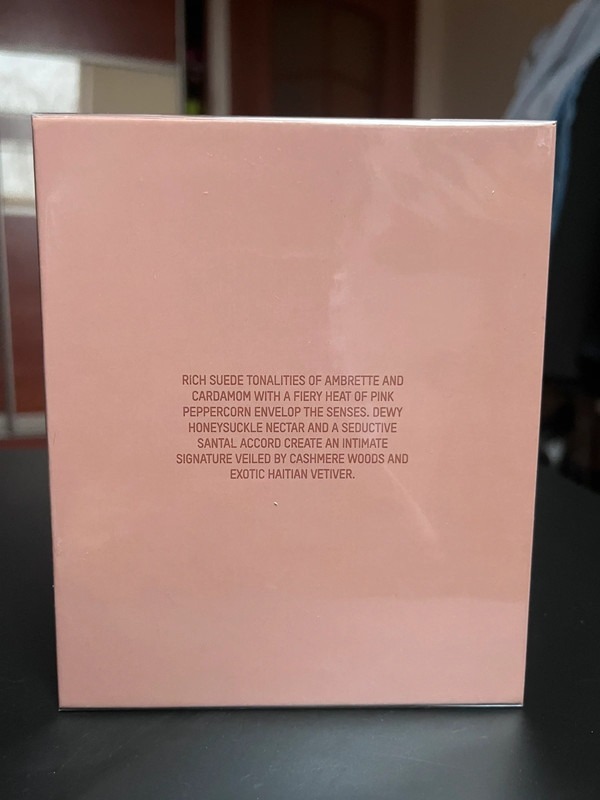 RICH SUEDE TONALITIES OF AMBRETTE AND
CARDAMOM WITH A FIERY HEAT OF PINK
PEPPERCORN ENVELOP THE SENSES. DEWY
HONEYSUCKLE NECTAR AND A SEDUCTIVE
SANTAL ACCORD CREATE AN INTIMATE
SIGNATURE VEILED BY CASHMERE WOODS AND
EXOTIC HAITIAN VETIVER.